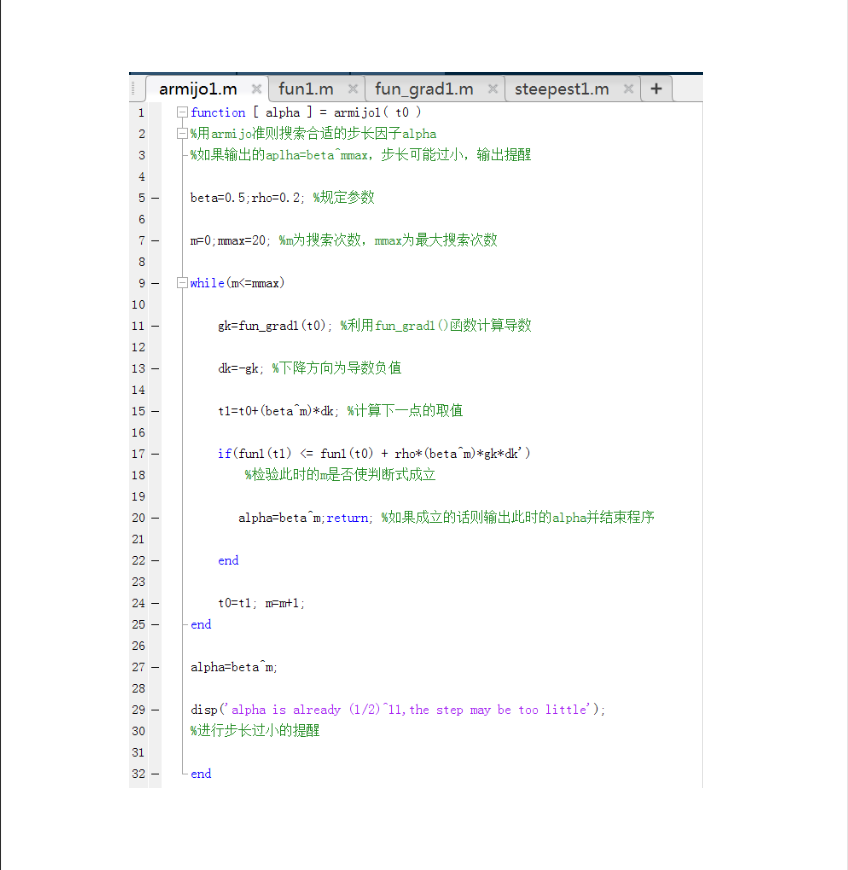 armijo1.m × fun1.m × fun_grad1.m × steepest1.m × +
1 function [ alpha ] = armijo1( t0 )
2 %用armijo准则搜索合适的步长因子alpha
3 %如果输出的aplha=beta^mmax，步长可能过小，输出提醒
4
5 — beta=0.5;rho=0.2; %规定参数
6
7 — m=0;mmax=20; %m为搜索次数，mmax为最大搜索次数
8
9 — while(m<=mmax)
10
11 — gk=fun_grad1(t0); %利用fun_grad1()函数计算导数
12
13 — dk=-gk; %下降方向为导数负值
14
15 — t1=t0+(beta^m)*dk; %计算下一点的取值
16
17 — if(fun1(t1) <= fun1(t0) + rho*(beta^m)*gk*dk')
18 %检验此时的m是否使判断式成立
19
20 — alpha=beta^m;return; %如果成立的话则输出此时的alpha并结束程序
21
22 — end
23
24 — t0=t1; m=m+1;
25 — end
26
27 — alpha=beta^m;
28
29 — disp('alpha is already (1/2)^11,the step may be too little');
30 %进行步长过小的提醒
31
32 — end